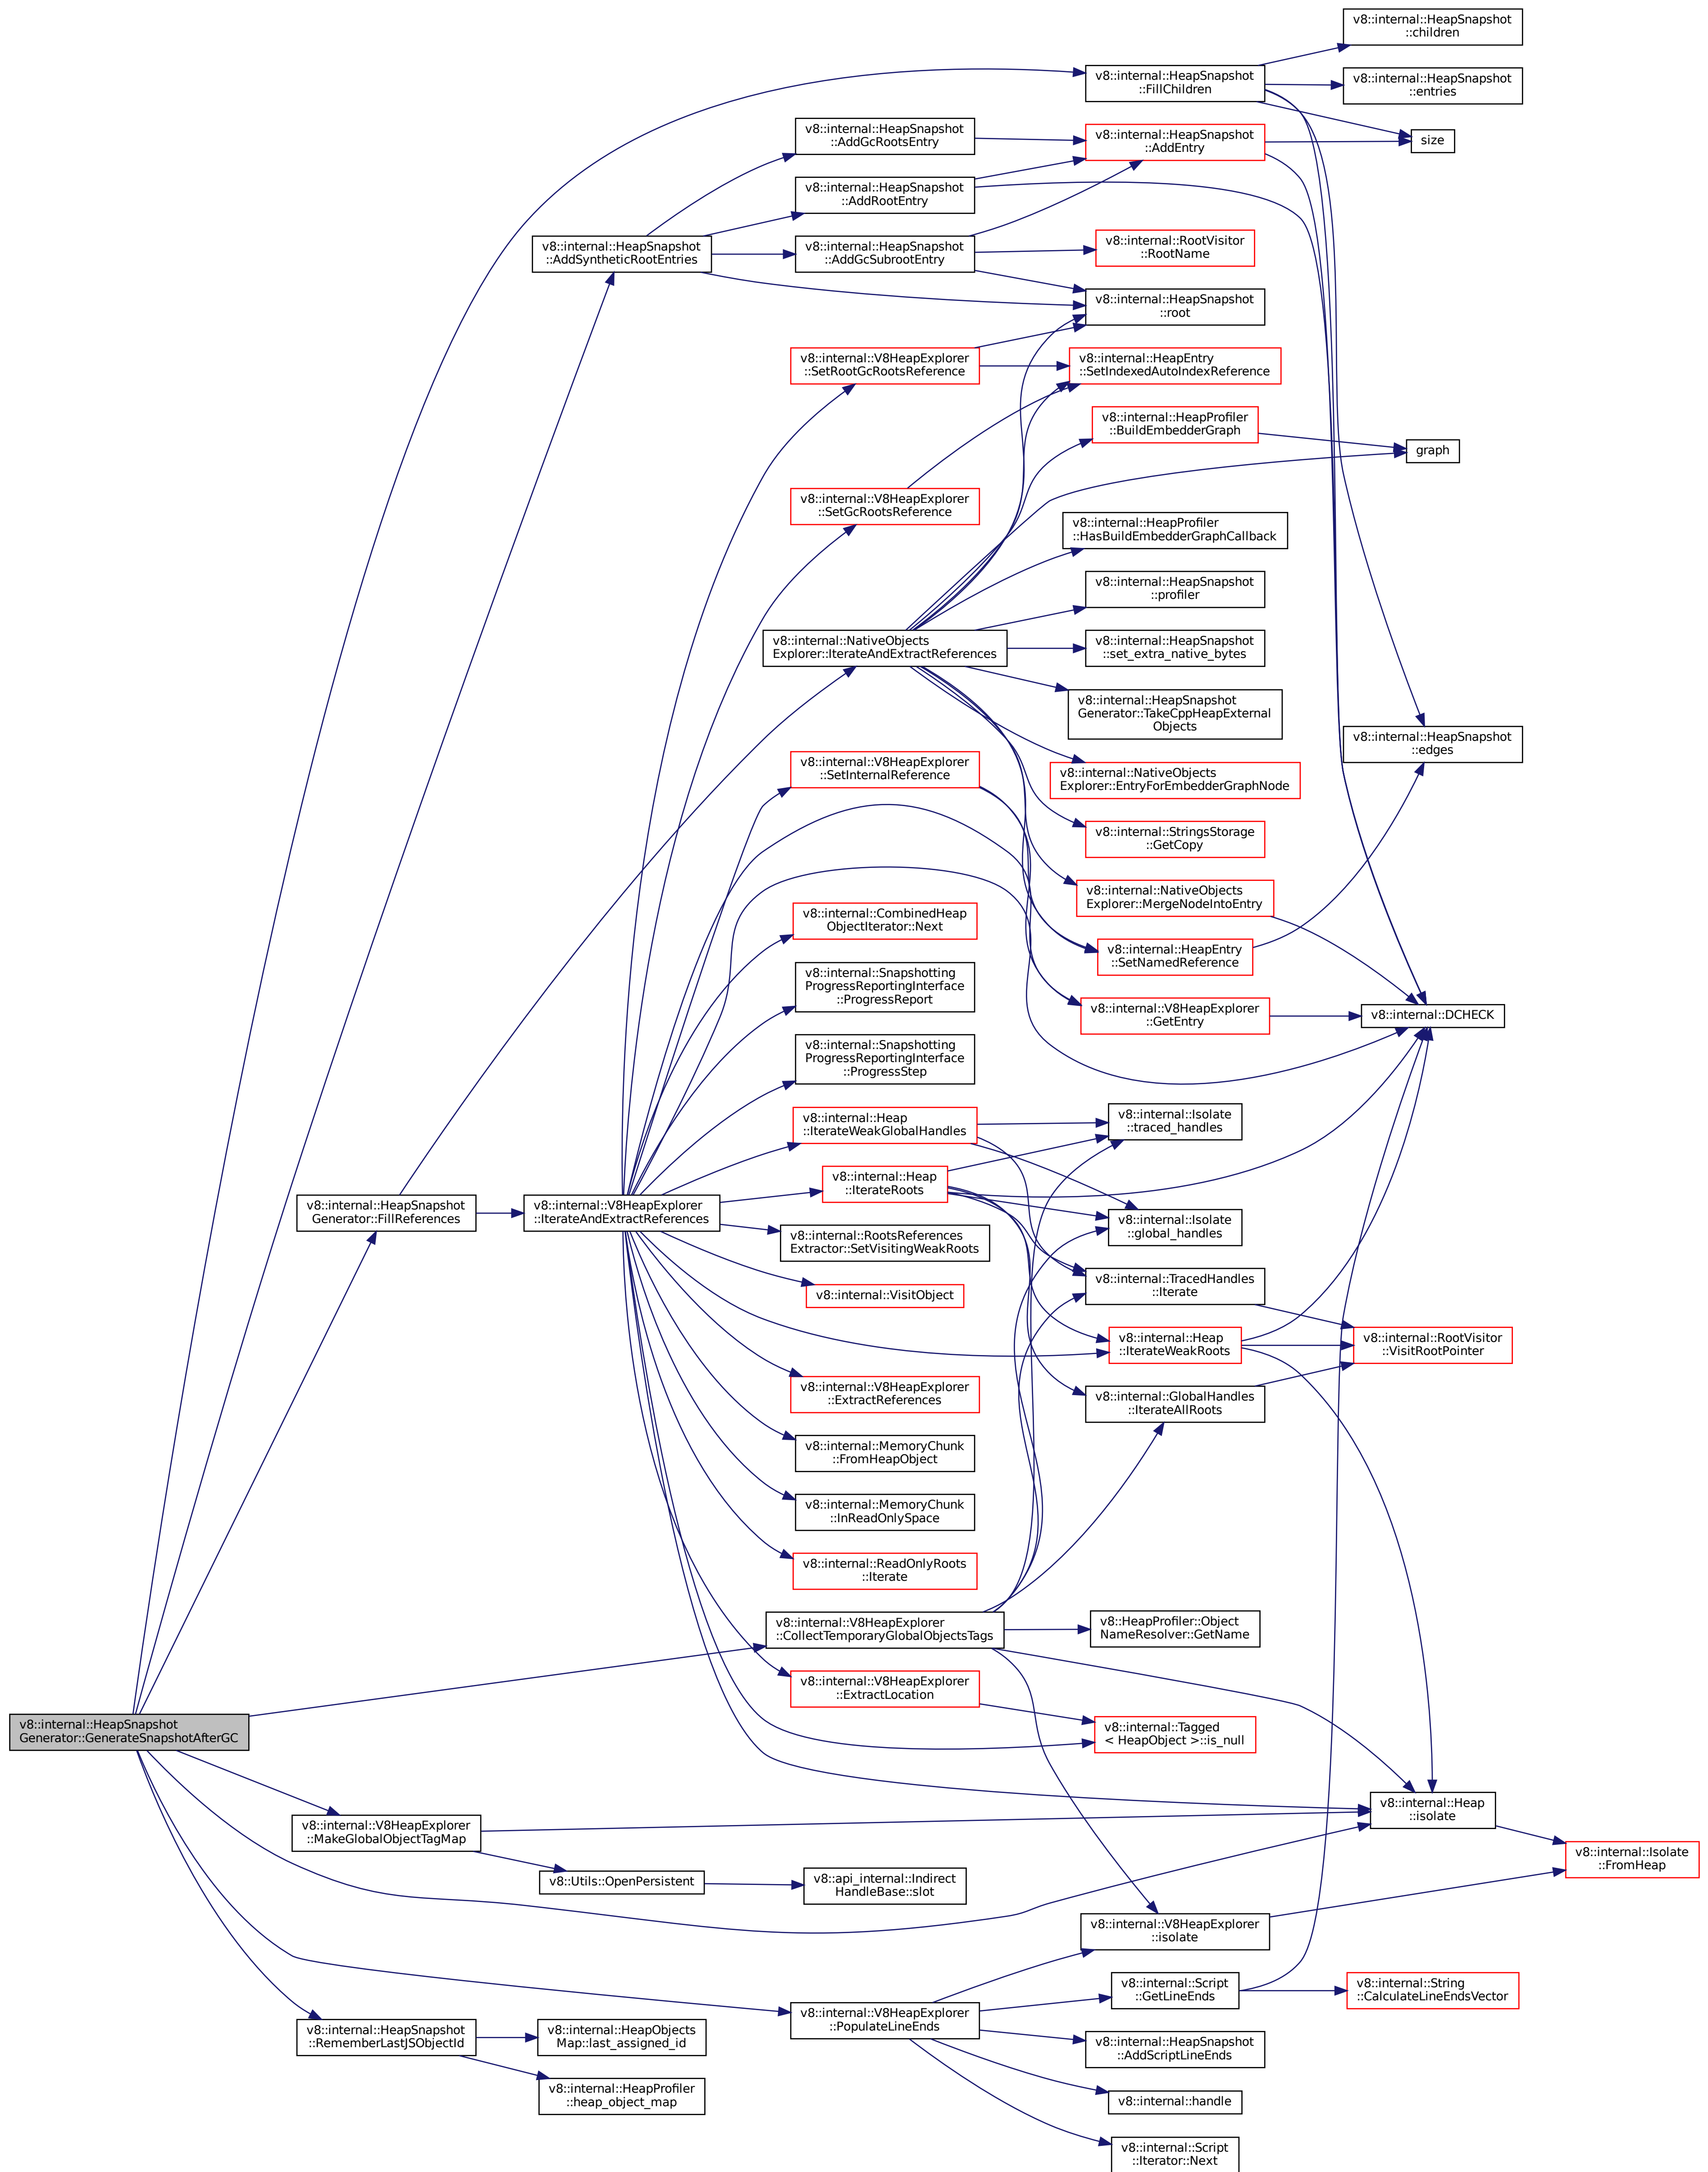 v8::internal::HeapSnapshot
::children
v8::internal::HeapSnapshot
::FillChildren
v8::internal::HeapSnapshot
::entries
v8::internal::HeapSnapshot
::AddGcRootsEntry
v8::internal::HeapSnapshot
::AddEntry
size
v8::internal::HeapSnapshot
::AddRootEntry
v8::internal::HeapSnapshot
::AddSyntheticRootEntries
v8::internal::HeapSnapshot
::AddGcSubrootEntry
v8::internal::RootVisitor
::RootName
v8::internal::HeapSnapshot
::root
v8::internal::V8HeapExplorer
::SetRootGcRootsReference
v8::internal::HeapEntry
::SetIndexedAutoIndexReference
v8::internal::HeapProfiler
::BuildEmbedderGraph
graph
v8::internal::V8HeapExplorer
::SetGcRootsReference
v8::internal::HeapProfiler
::HasBuildEmbedderGraphCallback
v8::internal::HeapSnapshot
::profiler
v8::internal::NativeObjects
Explorer::IterateAndExtractReferences
v8::internal::HeapSnapshot
::set_extra_native_bytes
v8::internal::HeapSnapshot
Generator::TakeCppHeapExternal
Objects
v8::internal::HeapSnapshot
::edges
v8::internal::V8HeapExplorer
::SetInternalReference
v8::internal::NativeObjects
Explorer::EntryForEmbedderGraphNode
v8::internal::StringsStorage
::GetCopy
v8::internal::NativeObjects
Explorer::MergeNodeIntoEntry
v8::internal::CombinedHeap
ObjectIterator::Next
v8::internal::HeapEntry
::SetNamedReference
v8::internal::Snapshotting
ProgressReportingInterface
::ProgressReport
v8::internal::V8HeapExplorer
::GetEntry
v8::internal::DCHECK
v8::internal::Snapshotting
ProgressReportingInterface
::ProgressStep
v8::internal::Heap
::IterateWeakGlobalHandles
v8::internal::Isolate
::traced_handles
v8::internal::Heap
::IterateRoots
v8::internal::HeapSnapshot
Generator::FillReferences
v8::internal::V8HeapExplorer
::IterateAndExtractReferences
v8::internal::Isolate
::global_handles
v8::internal::RootsReferences
Extractor::SetVisitingWeakRoots
v8::internal::TracedHandles
::Iterate
v8::internal::VisitObject
v8::internal::Heap
::IterateWeakRoots
v8::internal::RootVisitor
::VisitRootPointer
v8::internal::V8HeapExplorer
::ExtractReferences
v8::internal::GlobalHandles
::IterateAllRoots
v8::internal::MemoryChunk
::FromHeapObject
v8::internal::MemoryChunk
::InReadOnlySpace
v8::internal::ReadOnlyRoots
::Iterate
v8::internal::V8HeapExplorer
::CollectTemporaryGlobalObjectsTags
v8::HeapProfiler::Object
NameResolver::GetName
v8::internal::V8HeapExplorer
::ExtractLocation
v8::internal::HeapSnapshot
Generator::GenerateSnapshotAfterGC
v8::internal::Tagged
< HeapObject >::is_null
v8::internal::Heap
::isolate
v8::internal::V8HeapExplorer
::MakeGlobalObjectTagMap
v8::internal::Isolate
::FromHeap
v8::Utils::OpenPersistent
v8::api_internal::Indirect
HandleBase::slot
v8::internal::V8HeapExplorer
::isolate
v8::internal::Script
::GetLineEnds
v8::internal::String
::CalculateLineEndsVector
v8::internal::V8HeapExplorer
::PopulateLineEnds
v8::internal::HeapSnapshot
::RememberLastJSObjectId
v8::internal::HeapObjects
Map::last_assigned_id
v8::internal::HeapSnapshot
::AddScriptLineEnds
v8::internal::HeapProfiler
::heap_object_map
v8::internal::handle
v8::internal::Script
::Iterator::Next